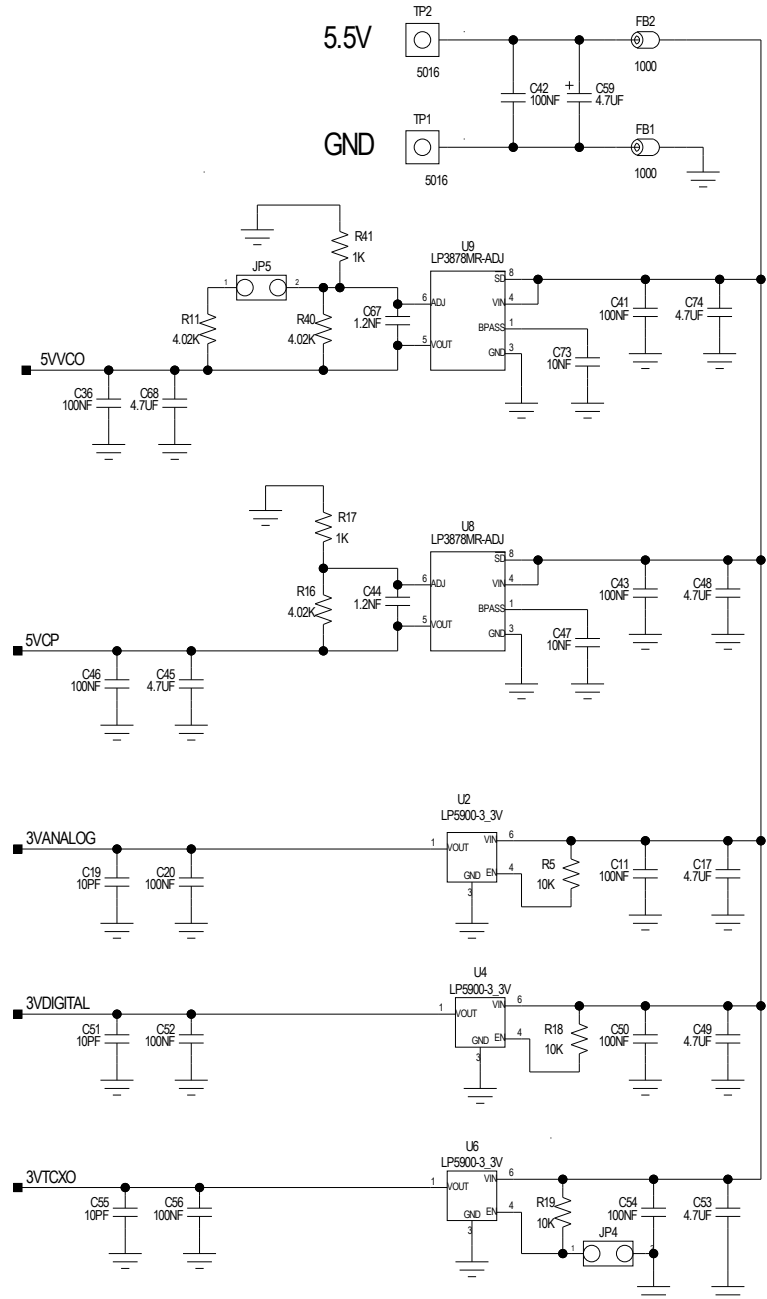 TP2
FB2
5.5V
5016
1000
C42
100NF
+
C59
4.7UF
TP1
FB1
GND
5016
1000
R41
1K
U9
LP3878MR-ADJ
JP5
1
2
R11
4.02K
R40
4.02K
C67
1.2NF
6
ADJ
5
VOUT
SD
8
VIN
4
BPASS
1
GND
3
C73
10NF
C41
100NF
C74
4.7UF
5VVCO
C36
100NF
C68
4.7UF
R17
1K
U8
LP3878MR-ADJ
R16
4.02K
C44
1.2NF
6
ADJ
5
VOUT
SD
8
VIN
4
BPASS
1
GND
3
C47
10NF
C43
100NF
C48
4.7UF
5VCP
C46
100NF
C45
4.7UF
U2
LP5900-3_3V
3VANALOG
1
VOUT
VIN
6
GND
3
EN
4
R5
10K
C11
100NF
C17
4.7UF
C19
10PF
C20
100NF
U4
LP5900-3_3V
3VDIGITAL
1
VOUT
VIN
6
GND
3
EN
4
R18
10K
C50
100NF
C49
4.7UF
C51
10PF
C52
100NF
U6
LP5900-3_3V
3VTCXO
1
VOUT
VIN
6
GND
3
EN
4
R19
10K
C54
100NF
C53
4.7UF
JP4
1
2
C55
10PF
C56
100NF